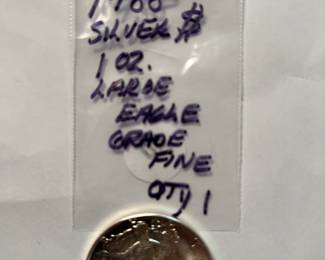 SILVER $
1 OZ.
LARGE
EAGLE
GRADE
FINE
QTY 1